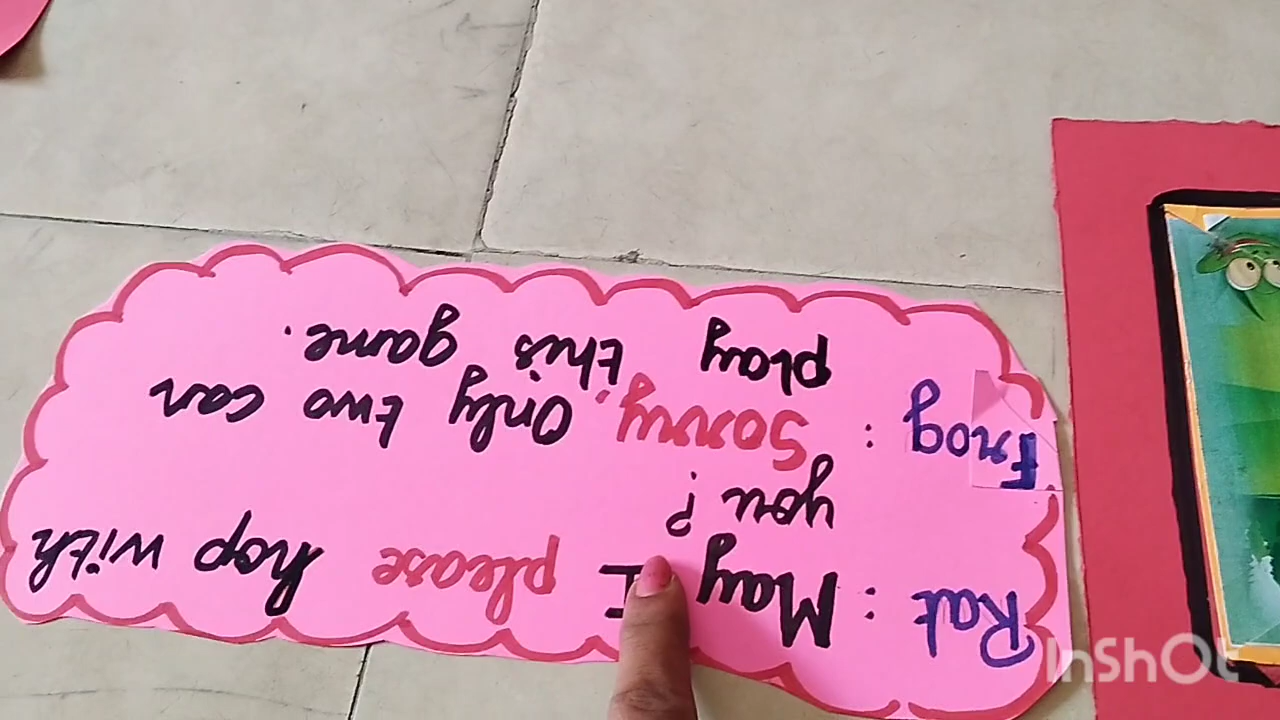 Rat : May I please hop with
you ?
Frog : Sorry, Only two can
play this game.
InShOt